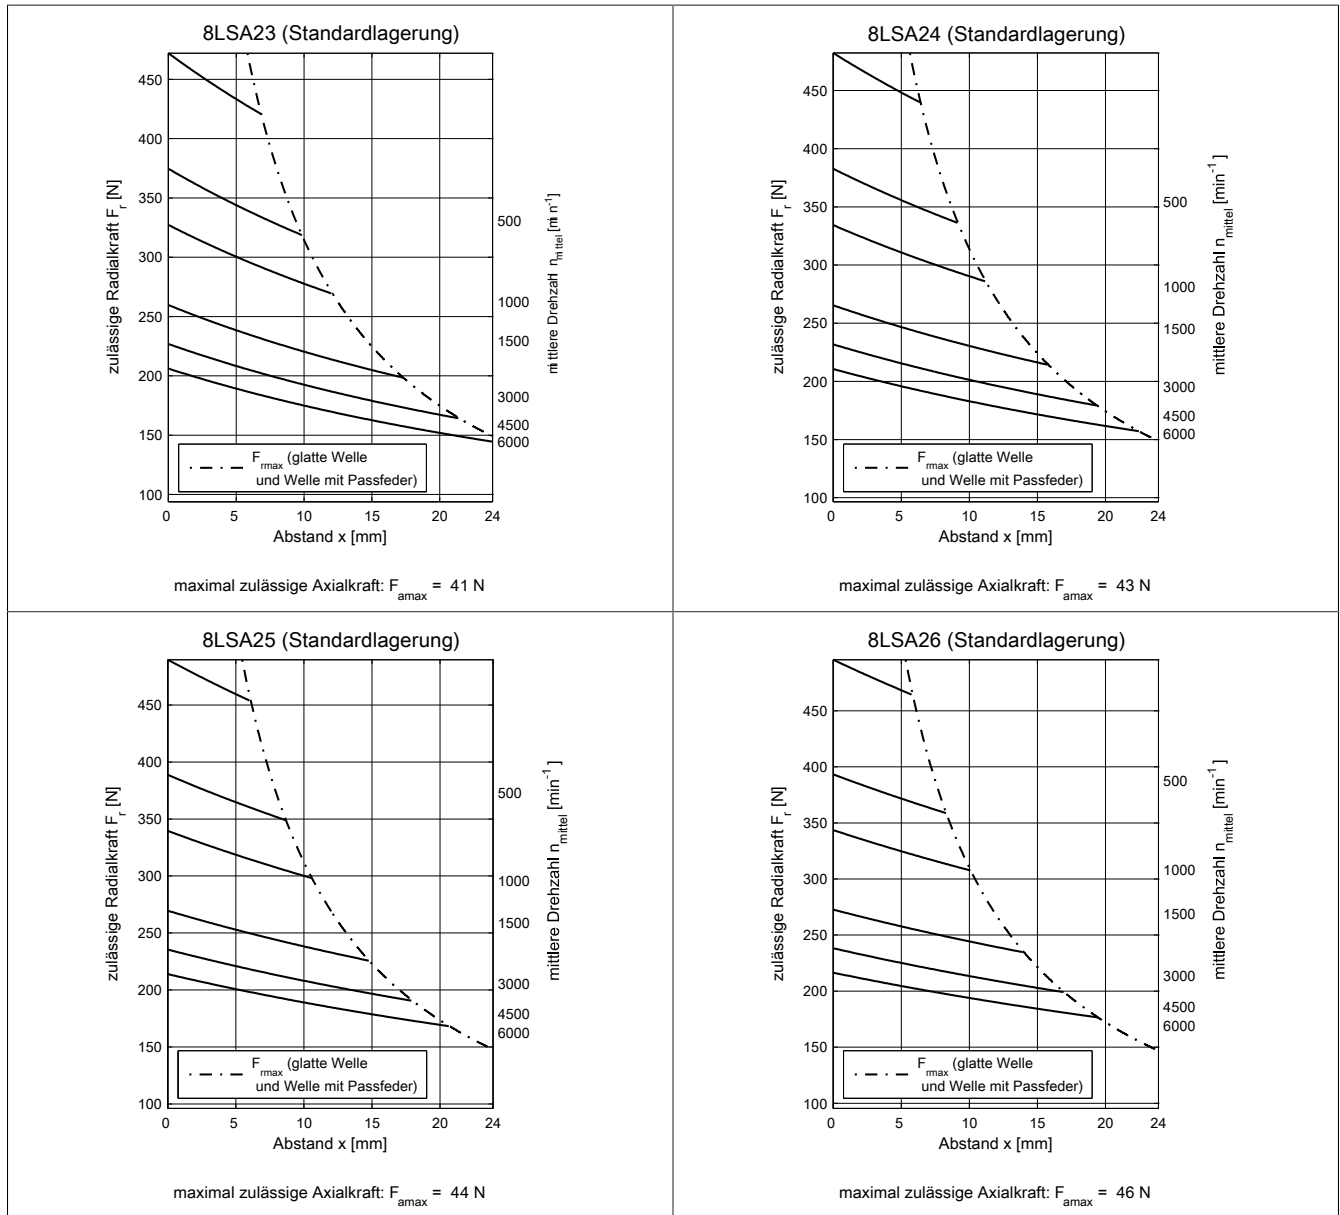 8LSA23 (Standardlagerung)
zulässige Radialkraft F_r [N]
450
400
350
300
250
200
150
100
500
1000
1500
3000
4500
6000
mittlere Drehzahl n_mittel [min⁻¹]
F_rmax (glatte Welle
und Welle mit Passfeder)
0 5 10 15 20 24
Abstand x [mm]
maximal zulässige Axialkraft: F_amax = 41 N
8LSA24 (Standardlagerung)
zulässige Radialkraft F_r [N]
450
400
350
300
250
200
150
100
500
1000
1500
3000
4500
6000
mittlere Drehzahl n_mittel [min⁻¹]
F_rmax (glatte Welle
und Welle mit Passfeder)
0 5 10 15 20 24
Abstand x [mm]
maximal zulässige Axialkraft: F_amax = 43 N
8LSA25 (Standardlagerung)
zulässige Radialkraft F_r [N]
450
400
350
300
250
200
150
100
500
1000
1500
3000
4500
6000
mittlere Drehzahl n_mittel [min⁻¹]
F_rmax (glatte Welle
und Welle mit Passfeder)
0 5 10 15 20 24
Abstand x [mm]
maximal zulässige Axialkraft: F_amax = 44 N
8LSA26 (Standardlagerung)
zulässige Radialkraft F_r [N]
450
400
350
300
250
200
150
100
500
1000
1500
3000
4500
6000
mittlere Drehzahl n_mittel [min⁻¹]
F_rmax (glatte Welle
und Welle mit Passfeder)
0 5 10 15 20 24
Abstand x [mm]
maximal zulässige Axialkraft: F_amax = 46 N